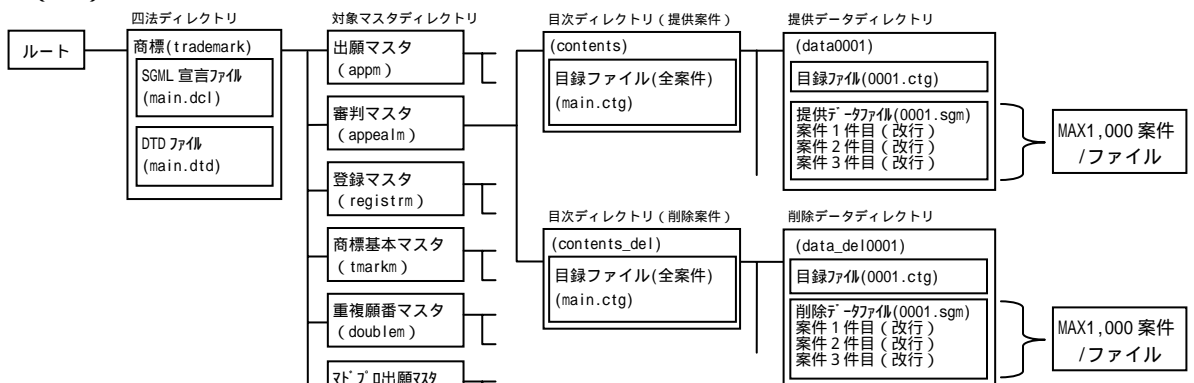 四法ディレクトリ
対象マスタディレクトリ
目次ディレクトリ(提供案件)
提供データディレクトリ
ルート
商標(trademark)
SGML 宣言ファイル
(main.dcl)
DTD ファイル
(main.dtd)
出願マスタ
(appm)
審判マスタ
(appealm)
登録マスタ
(registrm)
商標基本マスタ
(tmarkm)
重複願番マスタ
(doublem)
マドプロ出願マスタ
(contents)
目録ファイル(全案件)
(main.ctg)
(data0001)
目録ファイル(0001.ctg)
提供データファイル(0001.sgm)
案件1件目(改行)
案件2件目(改行)
案件3件目(改行)
MAX1,000 案件
/ファイル
目次ディレクトリ(削除案件)
削除データディレクトリ
(contents_del)
目録ファイル(全案件)
(main.ctg)
(data_del0001)
目録ファイル(0001.ctg)
削除データファイル(0001.sgm)
案件1件目(改行)
案件2件目(改行)
案件3件目(改行)
MAX1,000 案件
/ファイル